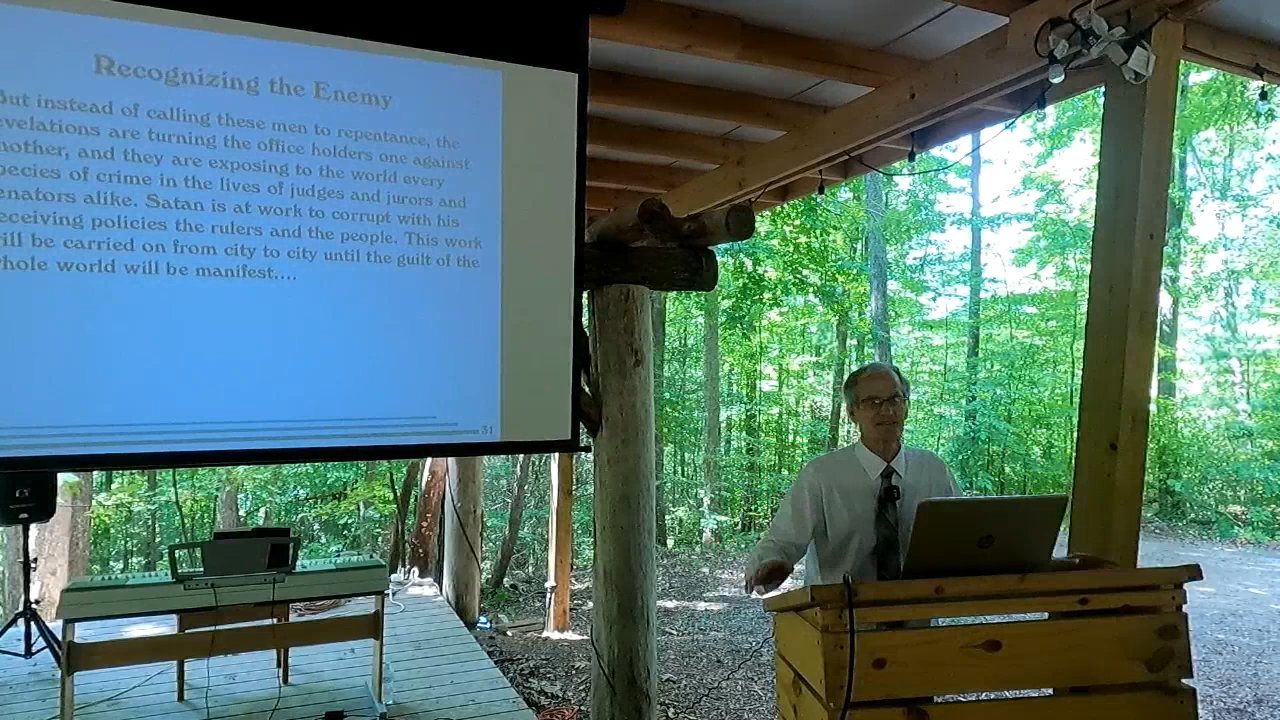 Recognizing the Enemy
But instead of calling these men to repentance, the
evelations are turning the office holders one against
nother, and they are exposing to the world every
pecies of crime in the lives of judges and jurors and
enators alike. Satan is at work to corrupt with his
eceiving policies the rulers and the people. This work
ill be carried on from city to city until the guilt of the
hole world will be manifest....
51
hp